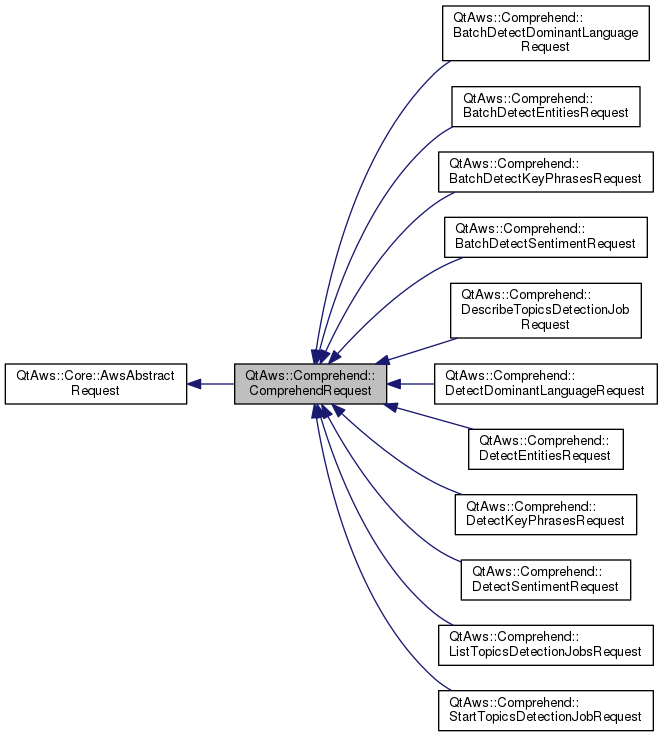 QtAws::Comprehend::
BatchDetectDominantLanguage
Request
QtAws::Comprehend::
BatchDetectEntitiesRequest
QtAws::Comprehend::
BatchDetectKeyPhrasesRequest
QtAws::Comprehend::
BatchDetectSentimentRequest
QtAws::Comprehend::
DescribeTopicsDetectionJob
Request
QtAws::Core::AwsAbstract
Request
QtAws::Comprehend::
ComprehendRequest
QtAws::Comprehend::
DetectDominantLanguageRequest
QtAws::Comprehend::
DetectEntitiesRequest
QtAws::Comprehend::
DetectKeyPhrasesRequest
QtAws::Comprehend::
DetectSentimentRequest
QtAws::Comprehend::
ListTopicsDetectionJobsRequest
QtAws::Comprehend::
StartTopicsDetectionJobRequest